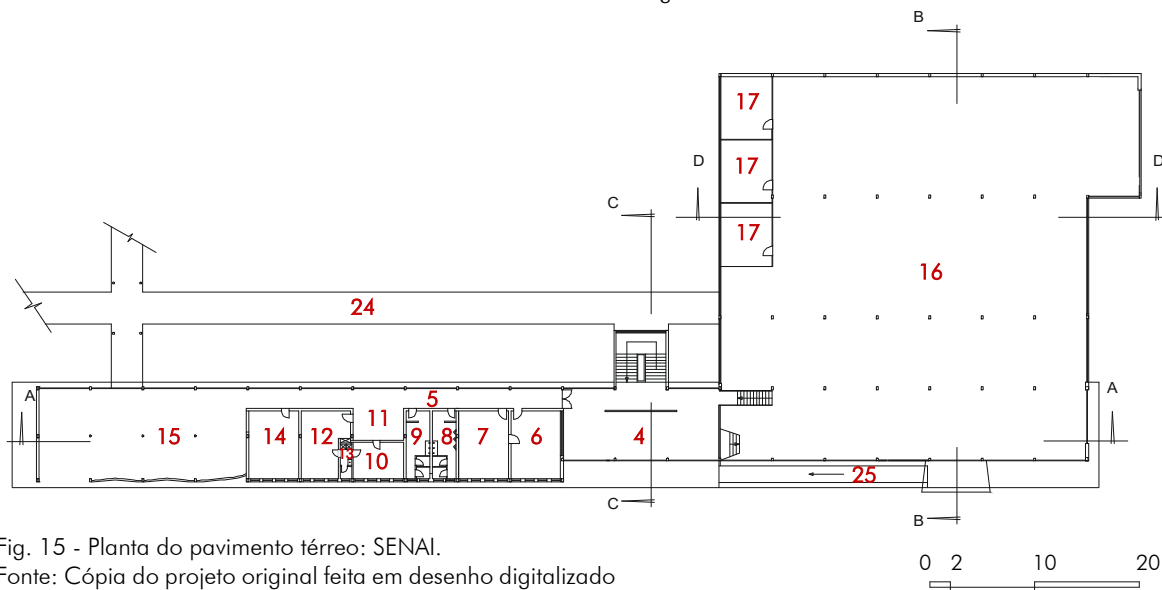 B
17
D
17
D
C
17
16
24
A
5
A
11
15
14
12
9
8
7
6
4
13
10
25
C
B
Fig. 15 - Planta do pavimento térreo: SENAI.
Fonte: Cópia do projeto original feita em desenho digitalizado
0 2 10 20